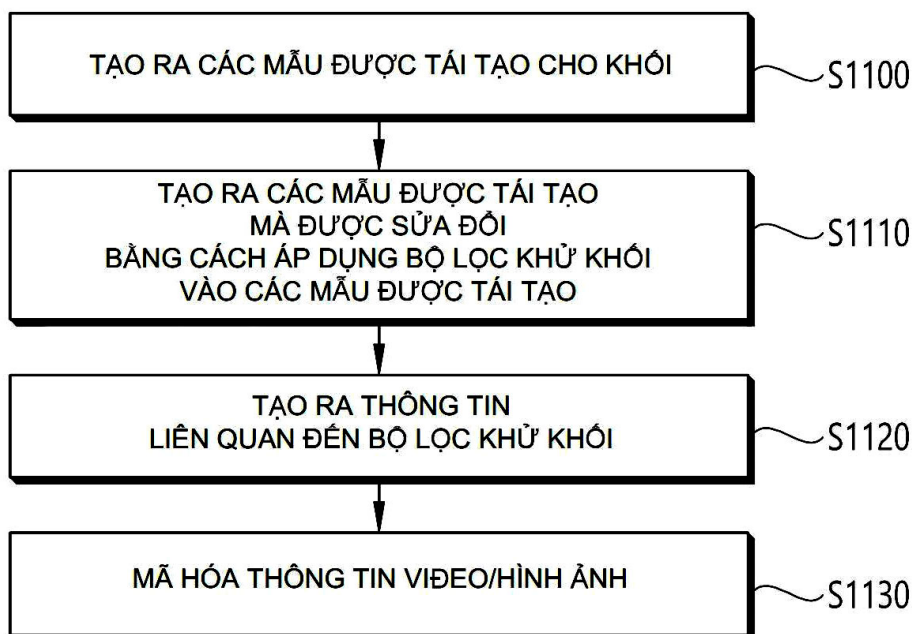 TẠO RA CÁC MẪU ĐƯỢC TÁI TẠO CHO KHỐI
S1100
TẠO RA CÁC MẪU ĐƯỢC TÁI TẠO
MÀ ĐƯỢC SỬA ĐỔI
BẰNG CÁCH ÁP DỤNG BỘ LỌC KHỬ KHỐI
VÀO CÁC MẪU ĐƯỢC TÁI TẠO
S1110
TẠO RA THÔNG TIN
LIÊN QUAN ĐẾN BỘ LỌC KHỬ KHỐI
S1120
MÃ HÓA THÔNG TIN VIĐEO/HÌNH ẢNH
S1130